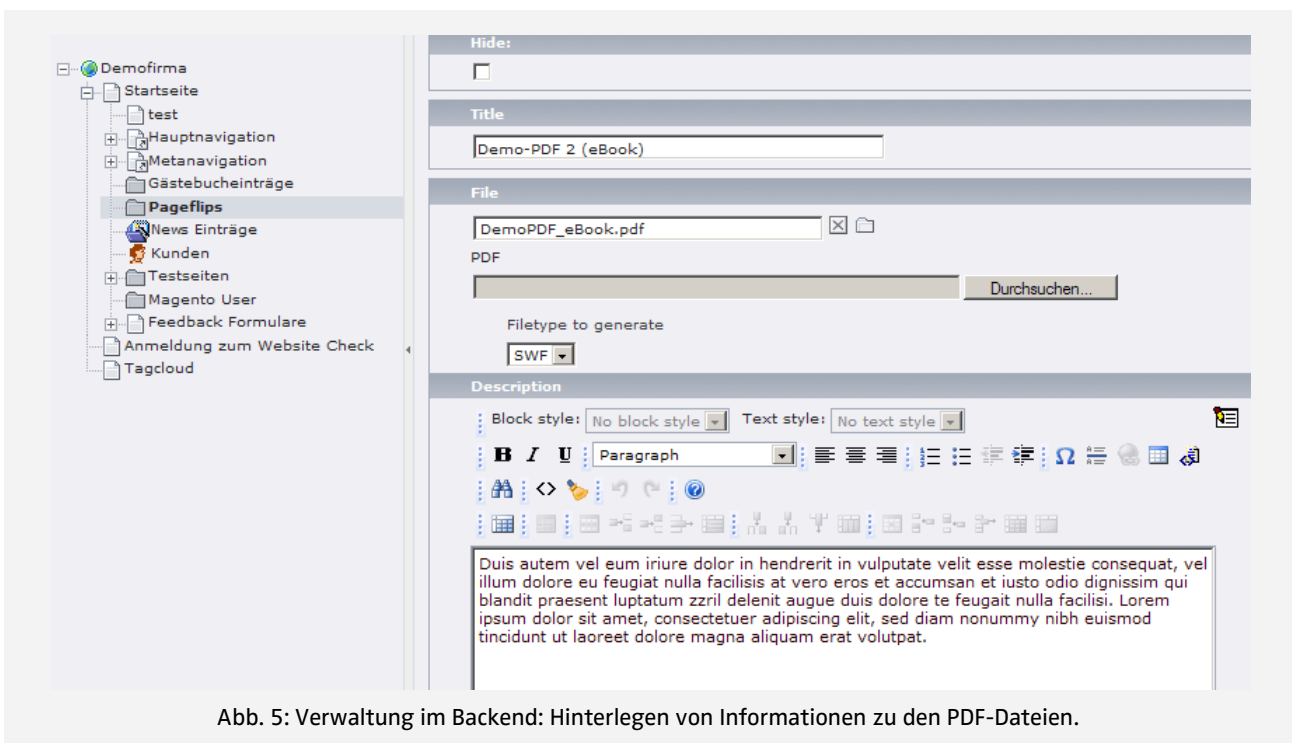 Demofirma
Startseite
test
Hauptnavigation
Metanavigation
Gästebucheinträge
Pageflips
News Einträge
Kunden
Testseiten
Magento User
Feedback Formulare
Anmeldung zum Website Check
Tagcloud
Hide:
Title
Demo-PDF 2 (eBook)
File
DemoPDF_eBook.pdf
PDF
Durchsuchen...
Filetype to generate
SWF
Description
Block style: No block style Text style: No text style
B I U Paragraph
Duis autem vel eum iriure dolor in hendrerit in vulputate velit esse molestie consequat, vel
illum dolore eu feugiat nulla facilisis at vero eros et accumsan et iusto odio dignissim qui
blandit praesent luptatum zzril delenit augue duis dolore te feugait nulla facilisi. Lorem
ipsum dolor sit amet, consectetuer adipiscing elit, sed diam nonummy nibh euismod
tincidunt ut laoreet dolore magna aliquam erat volutpat.
Abb. 5: Verwaltung im Backend: Hinterlegen von Informationen zu den PDF-Dateien.